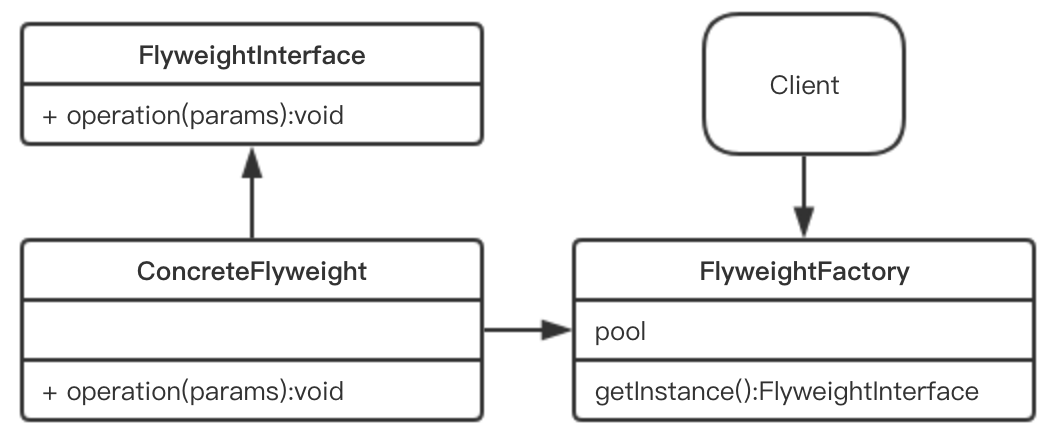 FlyweightInterface
+ operation(params):void
Client
ConcreteFlyweight
+ operation(params):void
FlyweightFactory
pool
getInstance():FlyweightInterface